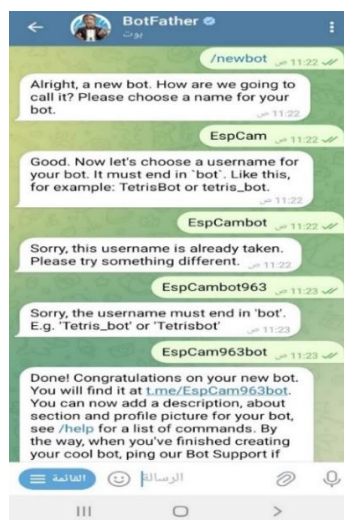 BotFather
بوت
/newbot 11:22 ص
Alright, a new bot. How are we going to
call it? Please choose a name for your
bot.
11:22 ص
EspCam 11:22 ص
Good. Now let's choose a username for
your bot. It must end in `bot`. Like this,
for example: TetrisBot or tetris_bot.
11:22 ص
EspCambot 11:22 ص
Sorry, this username is already taken.
Please try something different. 11:22 ص
EspCambot963 11:23 ص
Sorry, the username must end in 'bot'.
E.g. 'Tetris_bot' or 'Tetrisbot' 11:23 ص
EspCam963bot 11:23 ص
Done! Congratulations on your new bot.
You will find it at t.me/EspCam963bot.
You can now add a description, about
section and profile picture for your bot,
see /help for a list of commands. By
the way, when you've finished creating
your cool bot, ping our Bot Support if
القائمة
الرسالة